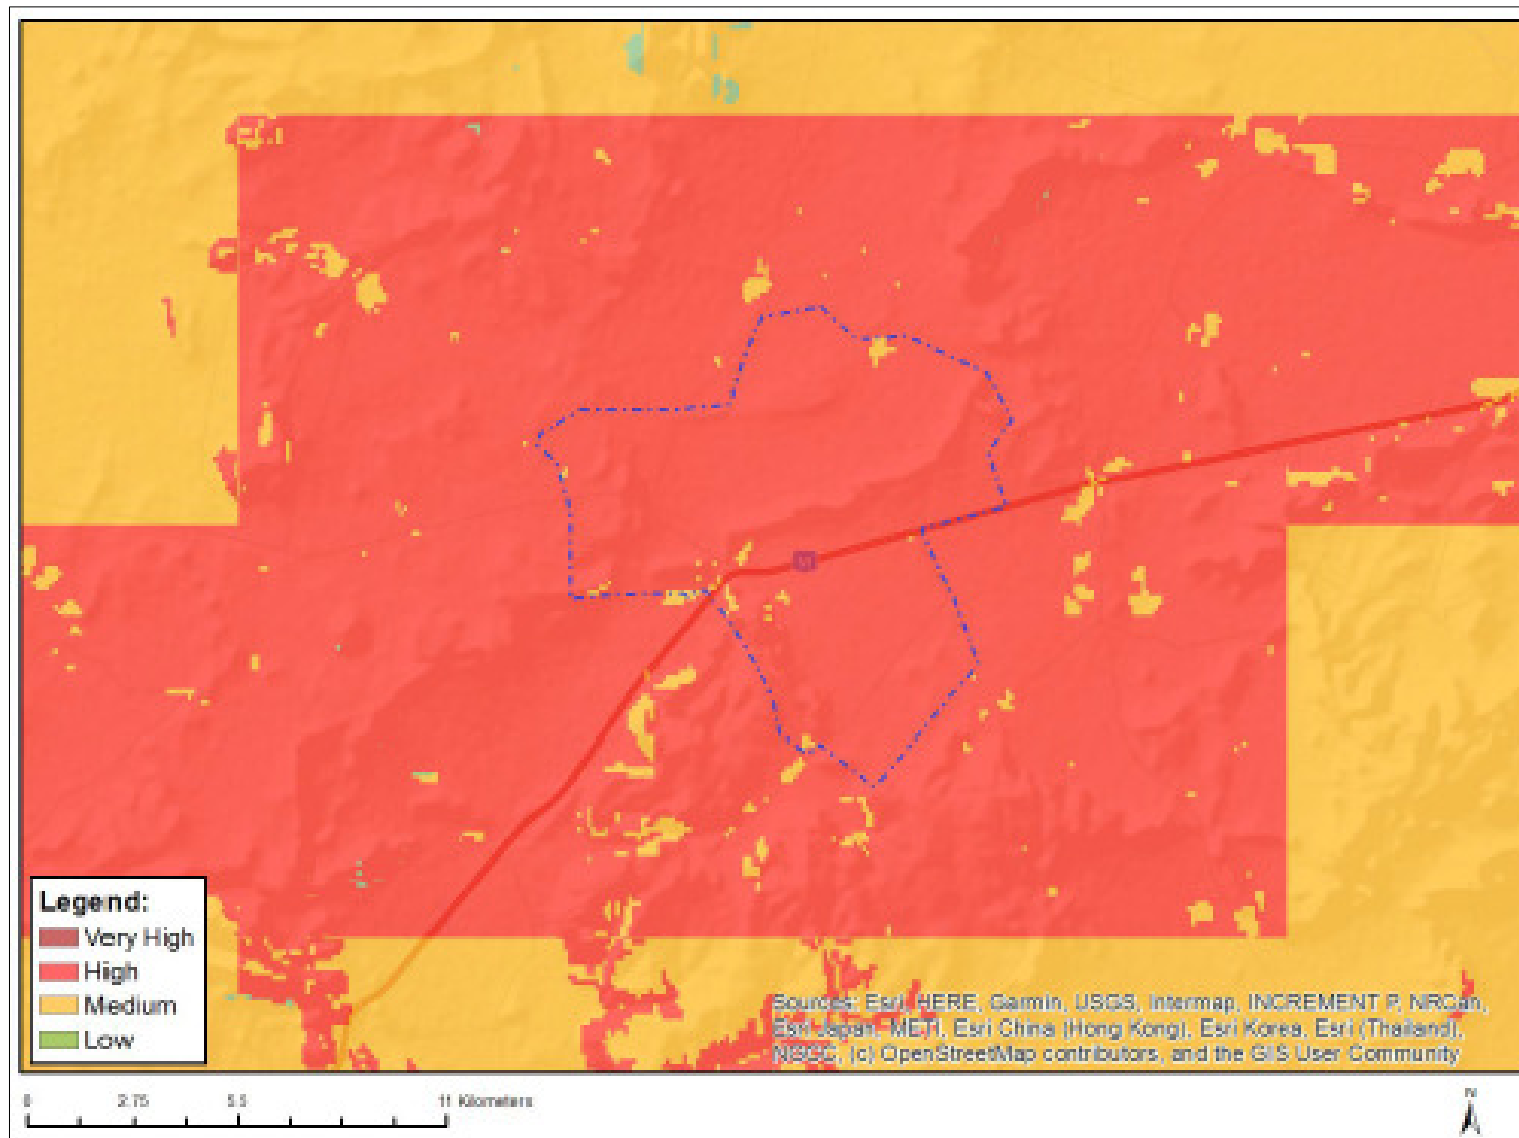 Legend:
Very High
High
Medium
Low
Sources: Esri, HERE, Garmin, USGS, Intermap, INCREMENT P, NRCan,
Esri Japan, METI, Esri China (Hong Kong), Esri Korea, Esri (Thailand),
NGCC, (c) OpenStreetMap contributors, and the GIS User Community
0 2.75 5.5 11 Kilometers
N